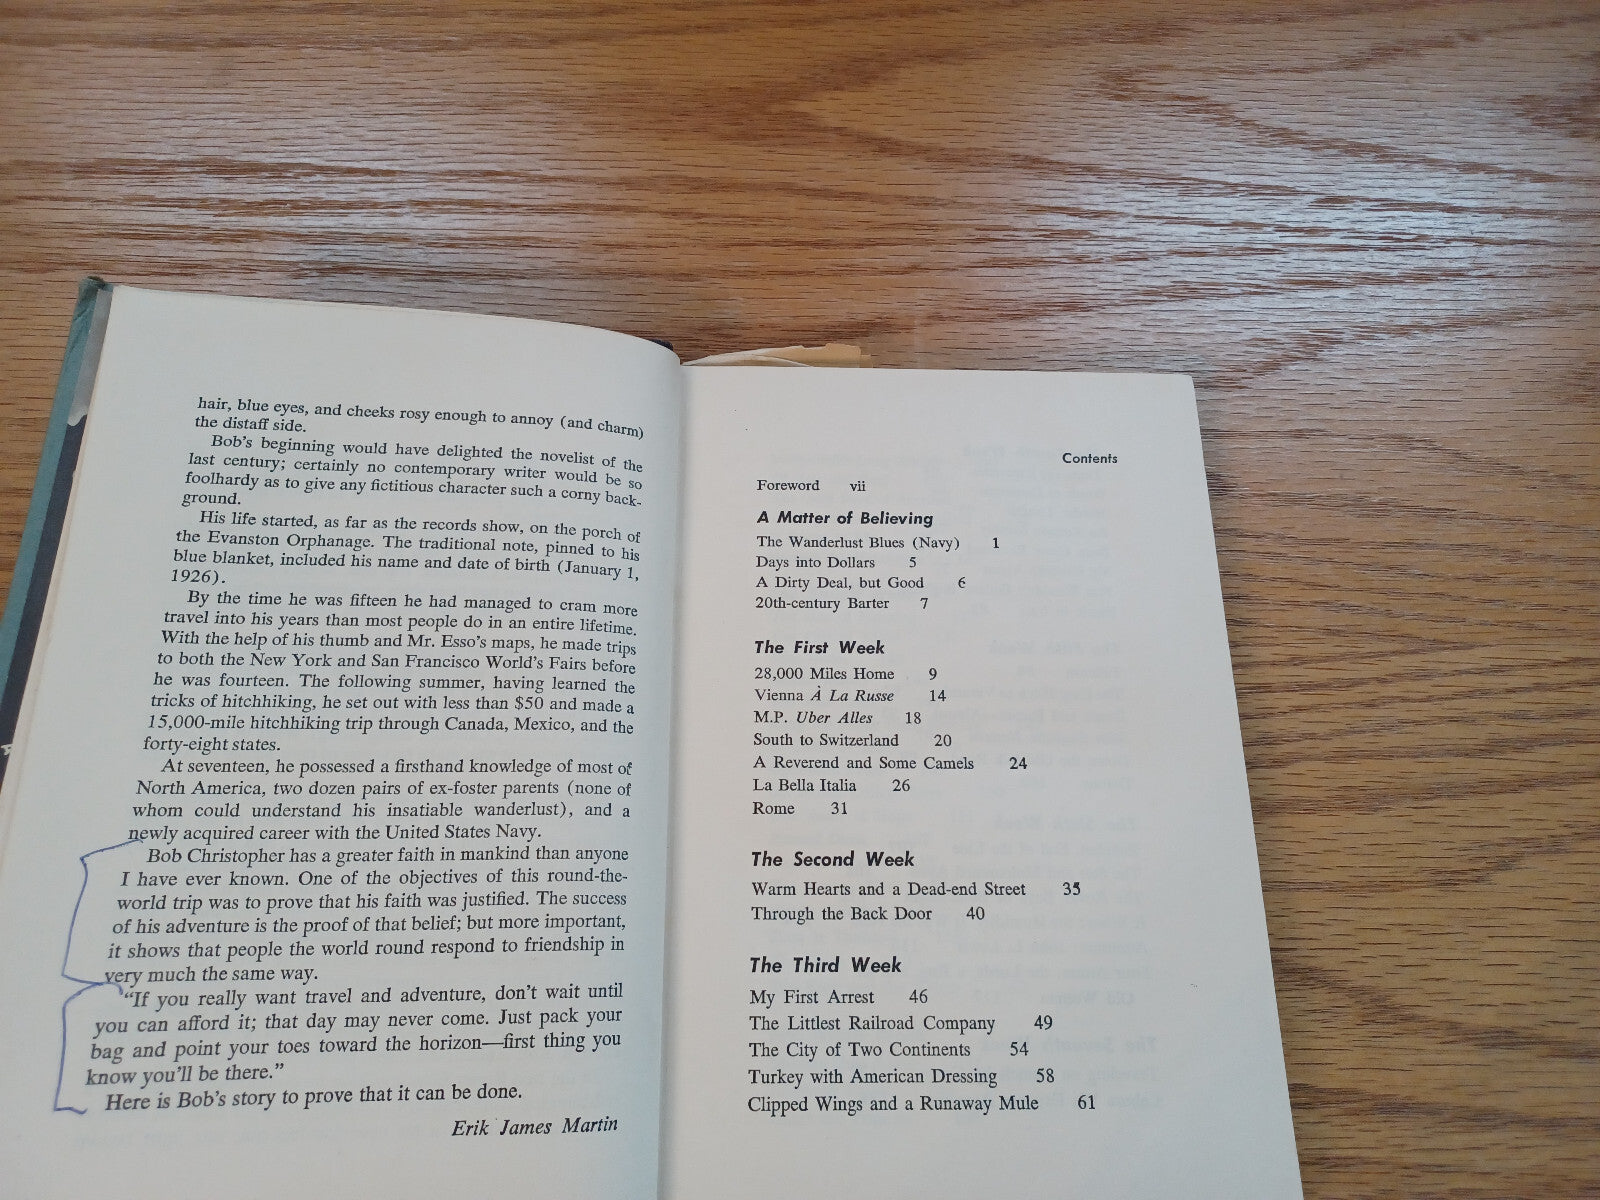 hair, blue eyes, and cheeks rosy enough to annoy (and charm)
the distaff side.
Bob's beginning would have delighted the novelist of the
last century; certainly no contemporary writer would be so
foolhardy as to give any fictitious character such a corny back-
ground.
His life started, as far as the records show, on the porch of
the Evanston Orphanage. The traditional note, pinned to his
blue blanket, included his name and date of birth (January 1,
1926).
By the time he was fifteen he had managed to cram more
travel into his years than most people do in an entire lifetime.
With the help of his thumb and Mr. Esso's maps, he made trips
to both the New York and San Francisco World's Fairs before
he was fourteen. The following summer, having learned the
tricks of hitchhiking, he set out with less than $50 and made a
15,000-mile hitchhiking trip through Canada, Mexico, and the
forty-eight states.
At seventeen, he possessed a firsthand knowledge of most of
North America, two dozen pairs of ex-foster parents (none of
whom could understand his insatiable wanderlust), and a
newly acquired career with the United States Navy.
Bob Christopher has a greater faith in mankind than anyone
I have ever known. One of the objectives of this round-the-
world trip was to prove that his faith was justified. The success
of his adventure is the proof of that belief; but more important,
it shows that people the world round respond to friendship in
very much the same way.
"If you really want travel and adventure, don't wait until
you can afford it; that day may never come. Just pack your
bag and point your toes toward the horizon—first thing you
know you'll be there."
Here is Bob's story to prove that it can be done.
Erik James Martin
Contents
Foreword vii
A Matter of Believing
The Wanderlust Blues (Navy) 1
Days into Dollars 5
A Dirty Deal, but Good 6
20th-century Barter 7
The First Week
28,000 Miles Home 9
Vienna À La Russe 14
M.P. Uber Alles 18
South to Switzerland 20
A Reverend and Some Camels 24
La Bella Italia 26
Rome 31
The Second Week
Warm Hearts and a Dead-end Street 35
Through the Back Door 40
The Third Week
My First Arrest 46
The Littlest Railroad Company 49
The City of Two Continents 54
Turkey with American Dressing 58
Clipped Wings and a Runaway Mule 61